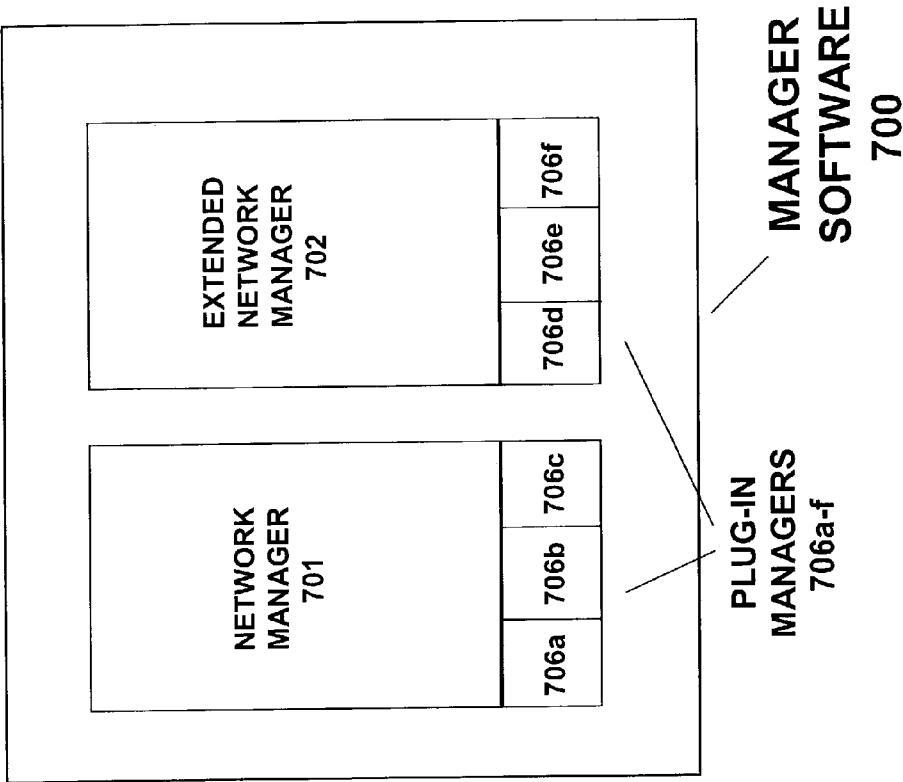 NETWORK
MANAGER
701
706a
706b
706c
EXTENDED
NETWORK
MANAGER
702
706d
706e
706f
PLUG-IN
MANAGERS
706a-f
MANAGER
SOFTWARE
700